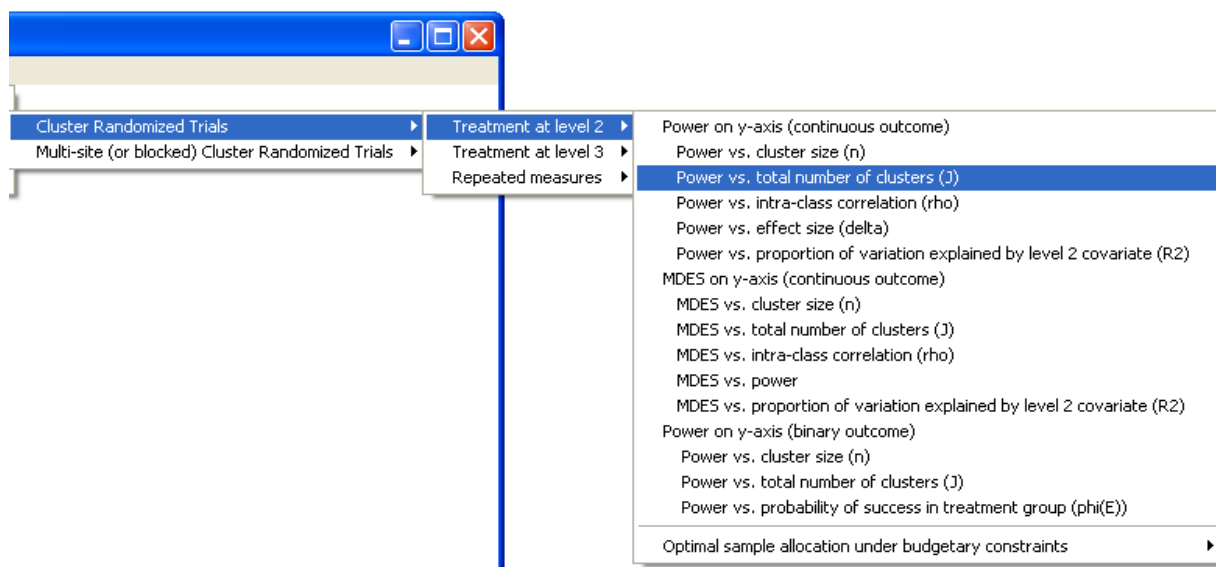 Cluster Randomized Trials
Multi-site (or blocked) Cluster Randomized Trials
Treatment at level 2
Treatment at level 3
Repeated measures
Power on y-axis (continuous outcome)
Power vs. cluster size (n)
Power vs. total number of clusters (J)
Power vs. intra-class correlation (rho)
Power vs. effect size (delta)
Power vs. proportion of variation explained by level 2 covariate (R2)
MDES on y-axis (continuous outcome)
MDES vs. cluster size (n)
MDES vs. total number of clusters (J)
MDES vs. intra-class correlation (rho)
MDES vs. power
MDES vs. proportion of variation explained by level 2 covariate (R2)
Power on y-axis (binary outcome)
Power vs. cluster size (n)
Power vs. total number of clusters (J)
Power vs. probability of success in treatment group (phi(E))
Optimal sample allocation under budgetary constraints